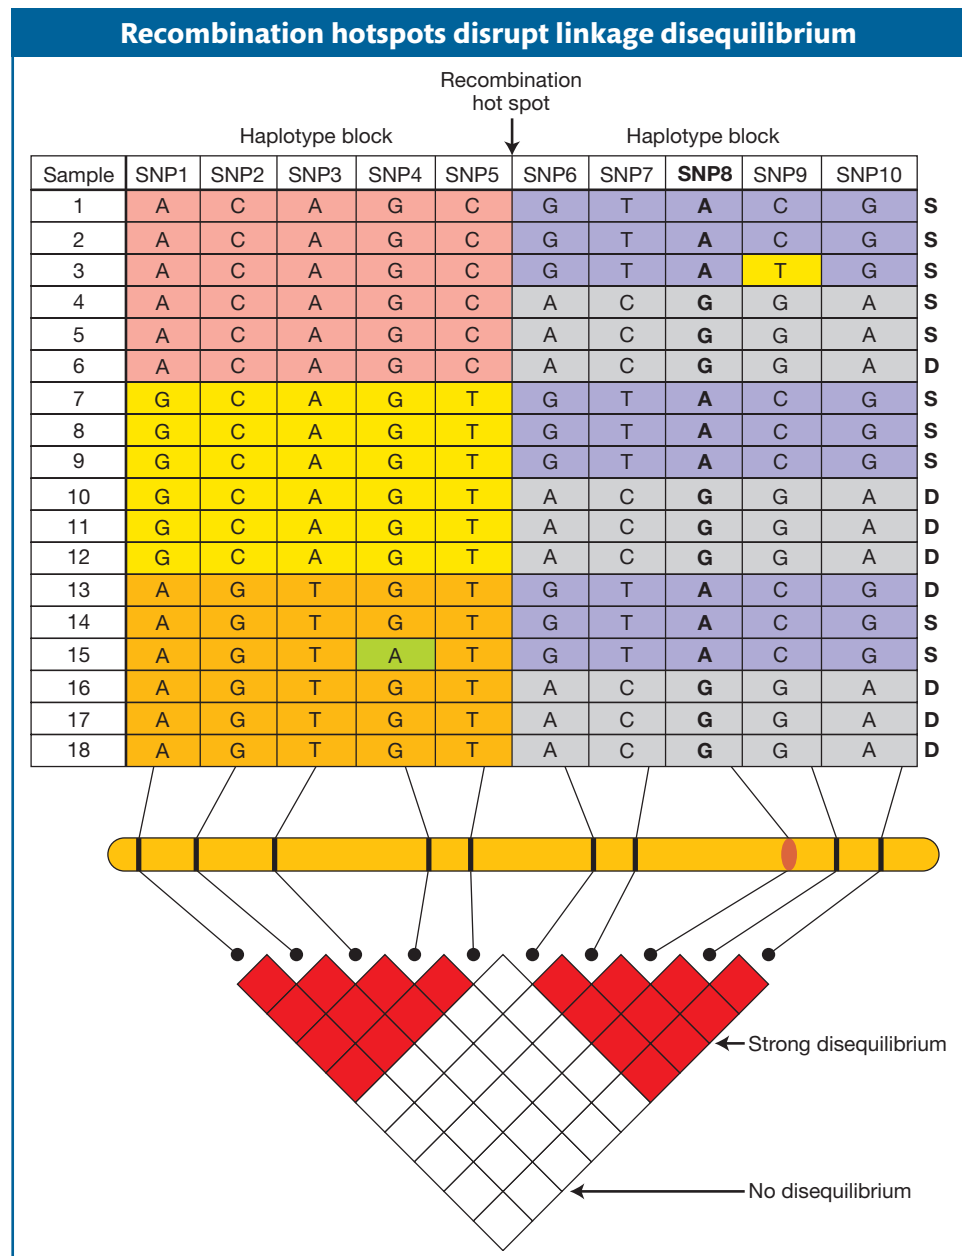 Recombination hotspots disrupt linkage disequilibrium
Recombination
hot spot
Haplotype block Haplotype block
Sample SNP1 SNP2 SNP3 SNP4 SNP5 SNP6 SNP7 SNP8 SNP9 SNP10
1 A C A G C G T A C G S
2 A C A G C G T A C G S
3 A C A G C G T A T G S
4 A C A G C A C G G A S
5 A C A G C A C G G A S
6 A C A G C A C G G A D
7 G C A G T G T A C G S
8 G C A G T G T A C G S
9 G C A G T G T A C G S
10 G C A G T A C G G A D
11 G C A G T A C G G A D
12 G C A G T A C G G A D
13 A G T G T G T A C G D
14 A G T G T G T A C G S
15 A G T A T G T A C G S
16 A G T G T A C G G A D
17 A G T G T A C G G A D
18 A G T G T A C G G A D
Strong disequilibrium
No disequilibrium